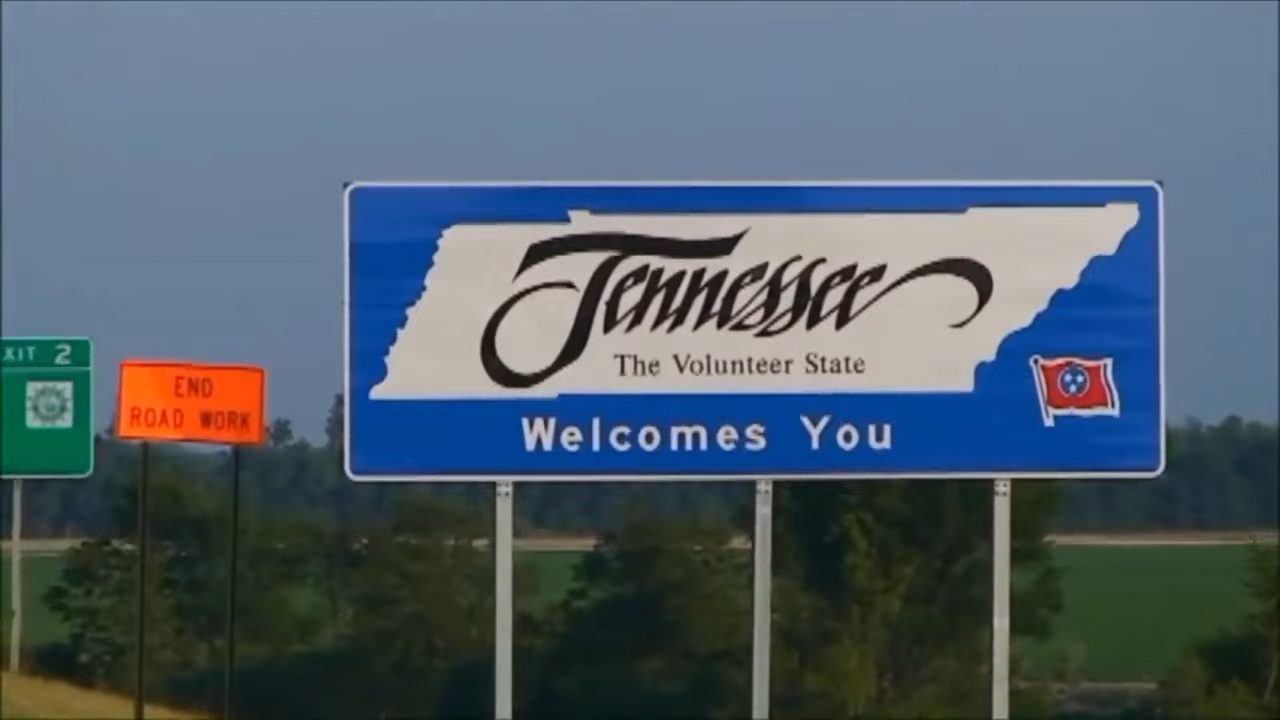 Tennessee
The Volunteer State
Welcomes You
XIT 2
END
ROAD WORK